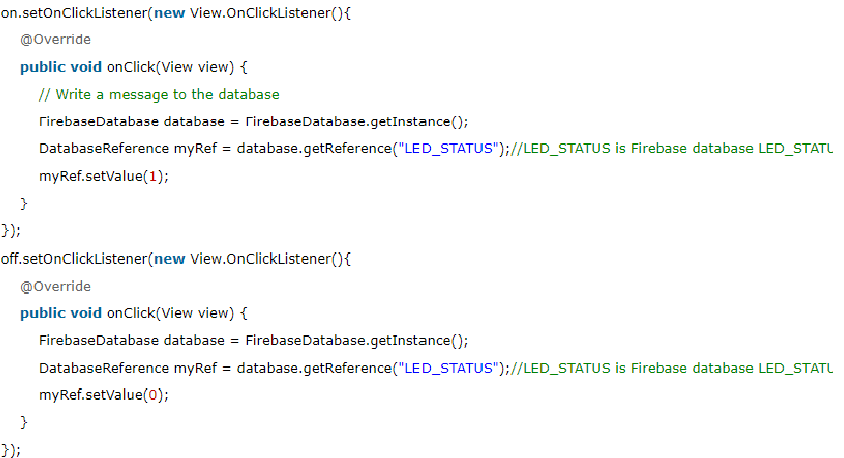 on.setOnClickListener(new View.OnClickListener(){
@Override
public void onClick(View view) {
// Write a message to the database
FirebaseDatabase database = FirebaseDatabase.getInstance();
DatabaseReference myRef = database.getReference("LED_STATUS");//LED_STATUS is Firebase database LED_STATU
myRef.setValue(1);
}
});
off.setOnClickListener(new View.OnClickListener(){
@Override
public void onClick(View view) {
FirebaseDatabase database = FirebaseDatabase.getInstance();
DatabaseReference myRef = database.getReference("LED_STATUS");//LED_STATUS is Firebase database LED_STATU
myRef.setValue(0);
}
});